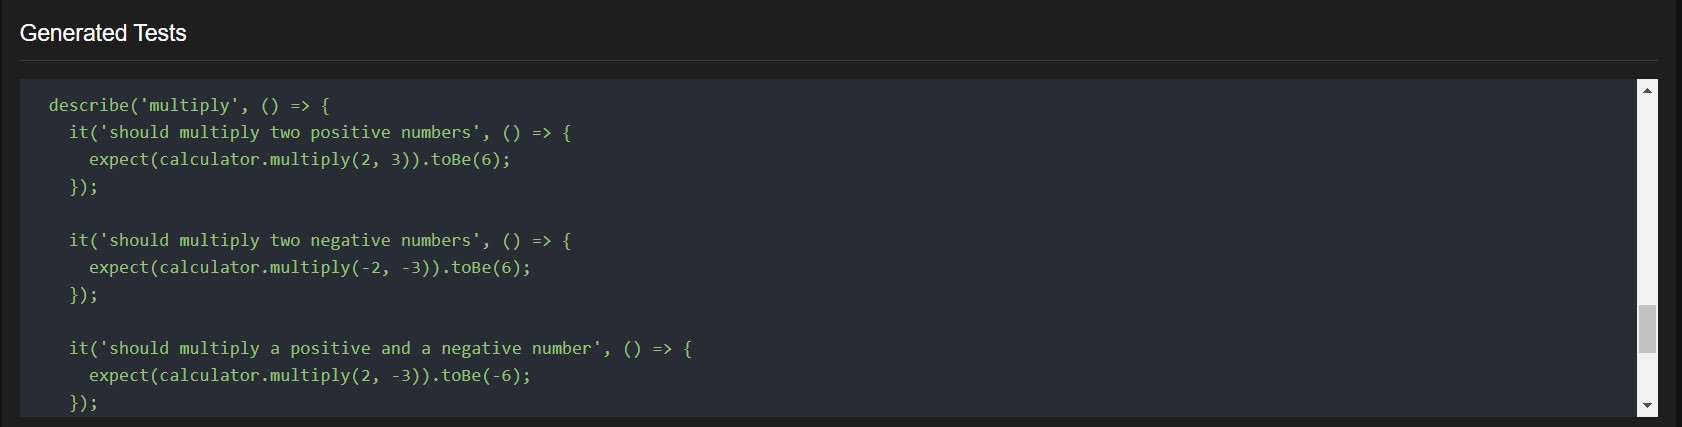 Generated Tests
describe('multiply', () => {
it('should multiply two positive numbers', () => {
expect(calculator.multiply(2, 3)).toBe(6);
});
it('should multiply two negative numbers', () => {
expect(calculator.multiply(-2, -3)).toBe(6);
});
it('should multiply a positive and a negative number', () => {
expect(calculator.multiply(2, -3)).toBe(-6);
});